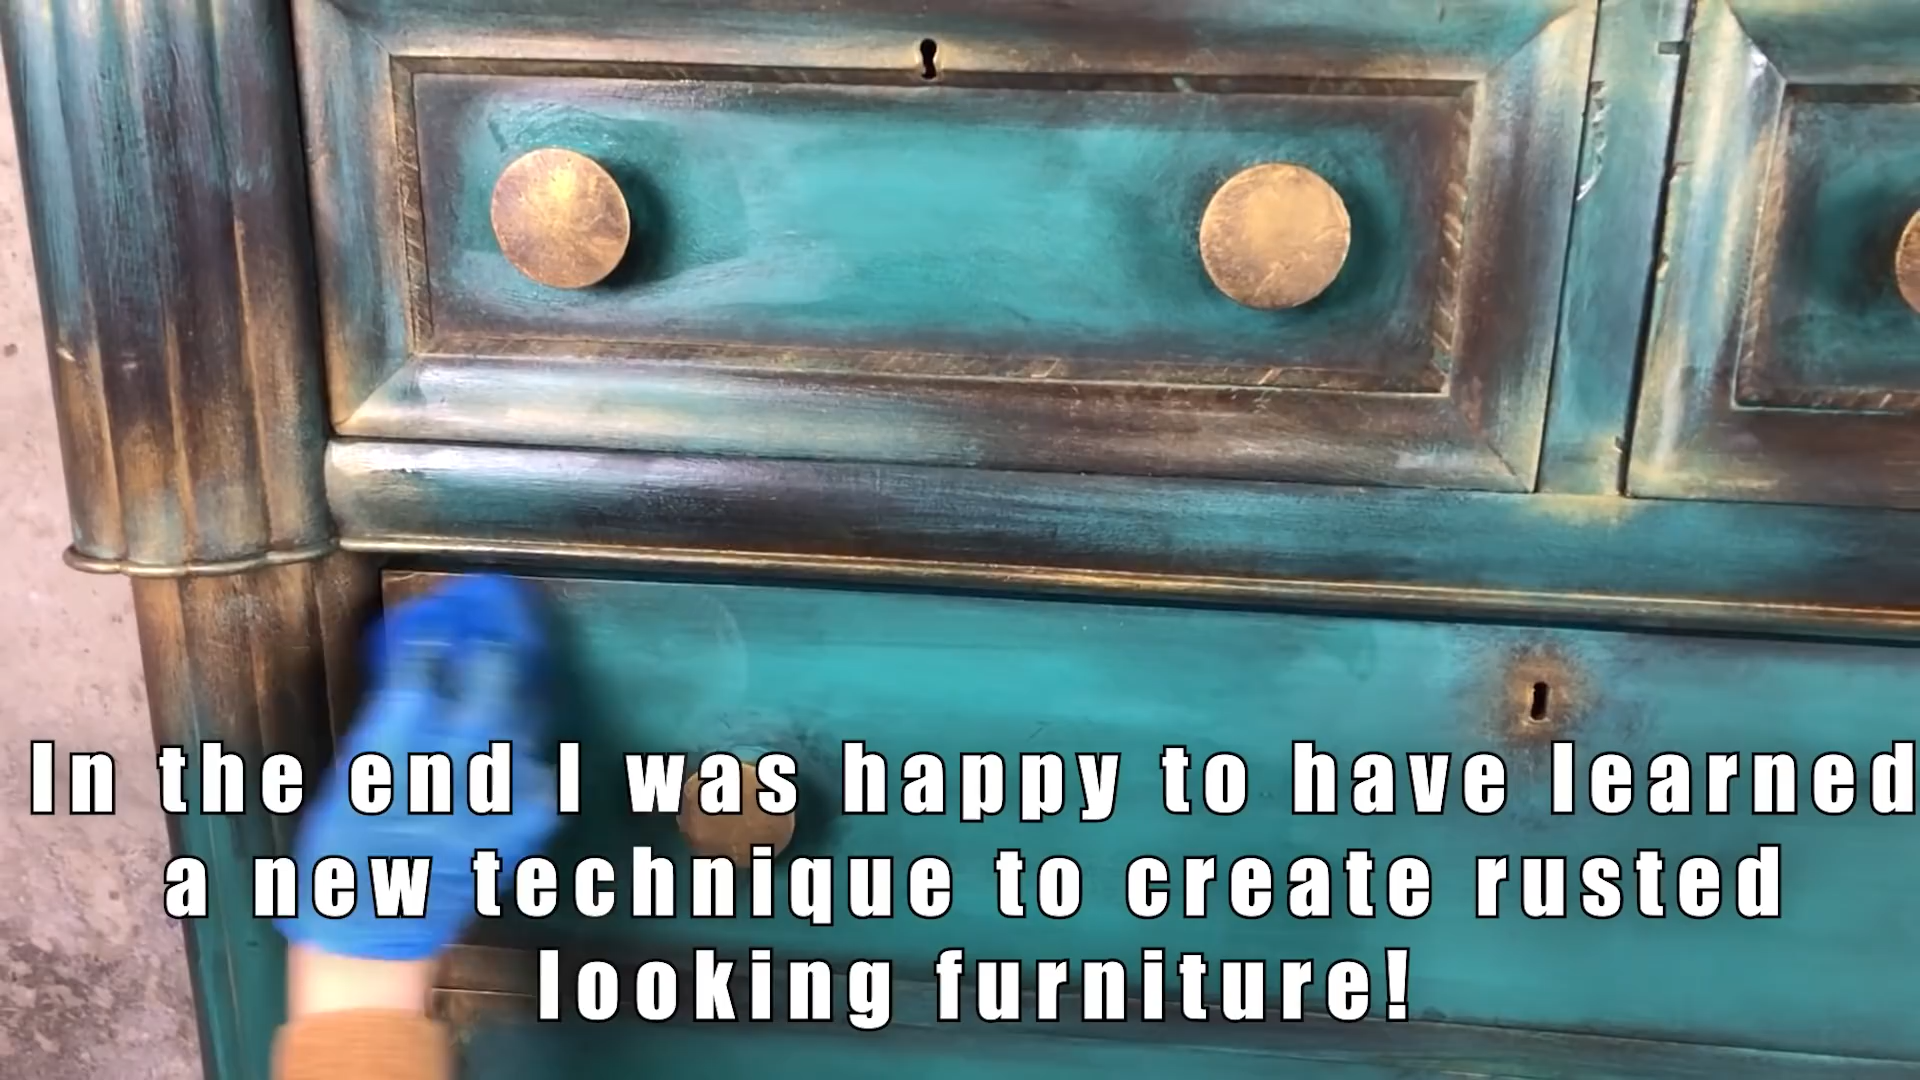 In the end I was happy to have learned
a new technique to create rusted
looking furniture!